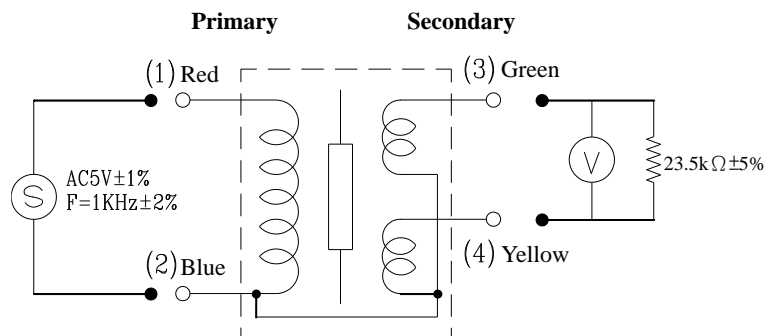 Primary Secondary
(1) Red
(3) Green
S
AC5V±1%
F=1KHz±2%
V
23.5kΩ±5%
(2) Blue
(4) Yellow